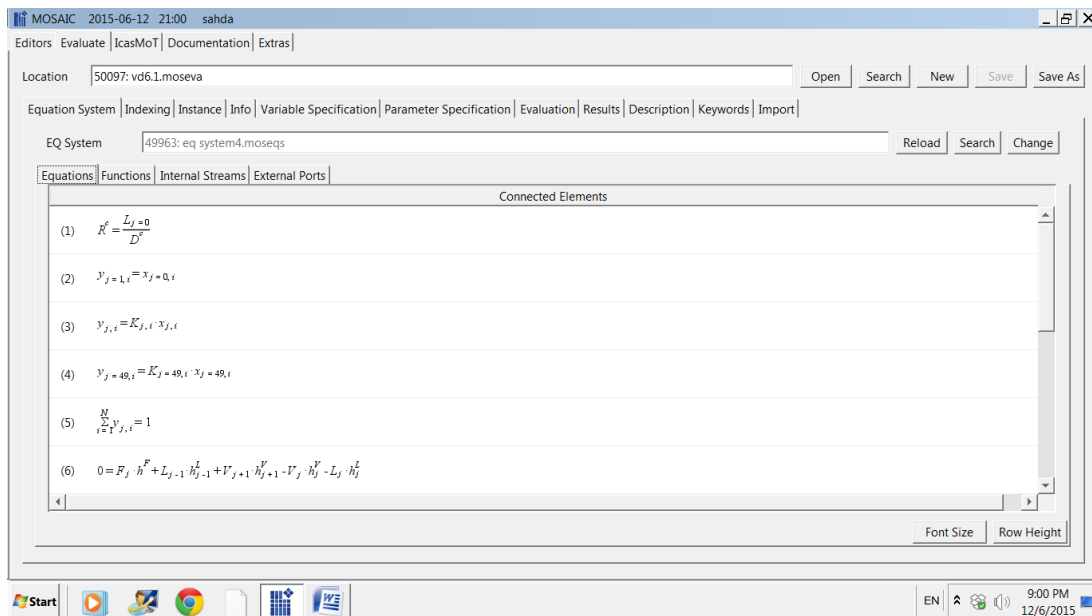 MOSAIC 2015-06-12 21:00 sahda
Editors Evaluate IcasMoT Documentation Extras
Location 50097: vd6.1.moseva Open Search New Save Save As
Equation System Indexing Instance Info Variable Specification Parameter Specification Evaluation Results Description Keywords Import
EQ System 49963: eq system4.moseqs Reload Search Change
Equations Functions Internal Streams External Ports
Connected Elements
(1) R^e = L_{j=0} / D^e
(2) y_{j=1,i} = x_{j=0,i}
(3) y_{j,i} = K_{j,i} · x_{j,i}
(4) y_{j=49,i} = K_{j=49,i} · x_{j=49,i}
(5) Σ_{i=1}^{N} y_{j,i} = 1
(6) 0 = F_j · h^F + L_{j-1} · h^L_{j-1} + V_{j+1} · h^V_{j+1} - V_j · h^V_j - L_j · h^L_j
Font Size Row Height
Start EN 9:00 PM
12/6/2015